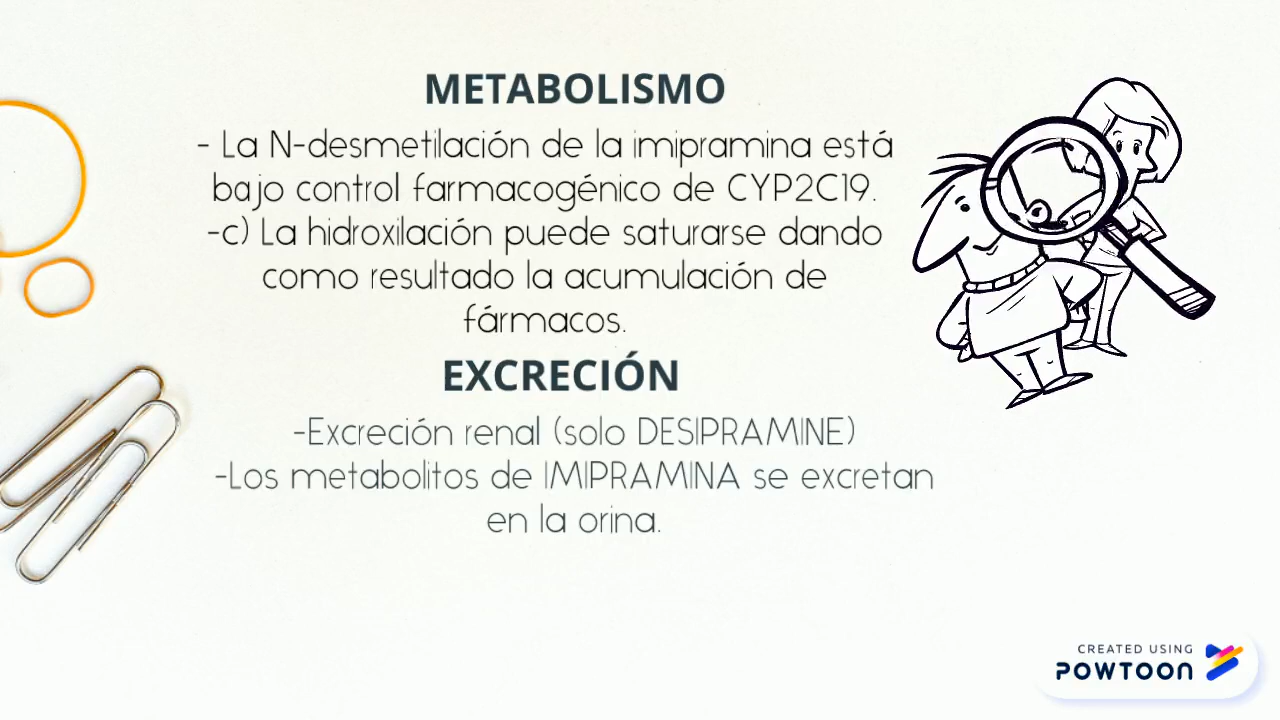 METABOLISMO
- La N-desmetilación de la imipramina está
bajo control farmacogénico de CYP2C19.
-c) La hidroxilación puede saturarse dando
como resultado la acumulación de
fármacos.
EXCRECIÓN
-Excreción renal (solo DESIPRAMINE)
-Los metabolitos de IMIPRAMINA se excretan
en la orina.
CREATED USING
POWTOON